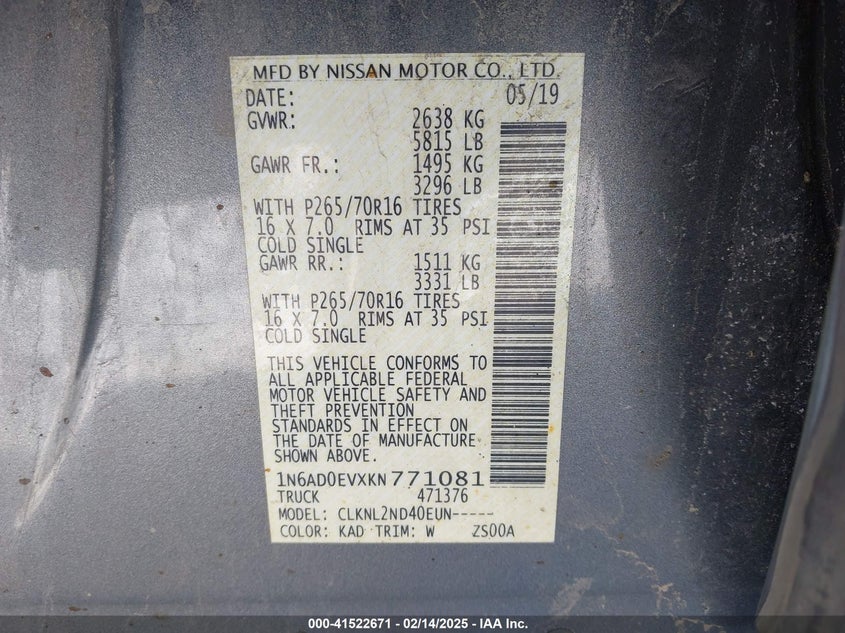 MFD BY NISSAN MOTOR CO., LTD.
DATE: 05/19
GVWR: 2638 KG
5815 LB
GAWR FR.: 1495 KG
3296 LB
WITH P265/70R16 TIRES
16 X 7.0 RIMS AT 35 PSI
COLD SINGLE
GAWR RR.: 1511 KG
3331 LB
WITH P265/70R16 TIRES
16 X 7.0 RIMS AT 35 PSI
COLD SINGLE
THIS VEHICLE CONFORMS TO
ALL APPLICABLE FEDERAL
MOTOR VEHICLE SAFETY AND
THEFT PREVENTION
STANDARDS IN EFFECT ON
THE DATE OF MANUFACTURE
SHOWN ABOVE.
1N6AD0EVXKN771081
TRUCK 471376
MODEL: CLKNL2ND40EUN-----
COLOR: KAD TRIM: W ZS00A
000-41522671 - 02/14/2025 - IAA Inc.